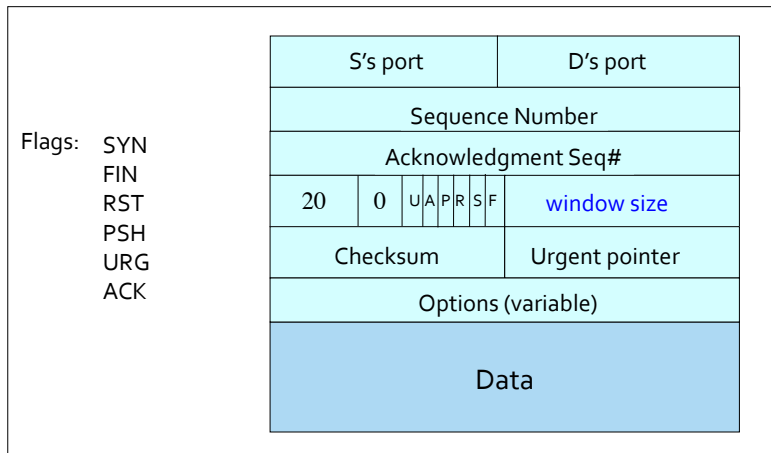 S's port D's port
Sequence Number
Flags: SYN
Acknowledgment Seq#
FIN
RST
20 0 U A P R S F window size
PSH
URG
Checksum Urgent pointer
ACK
Options (variable)
Data